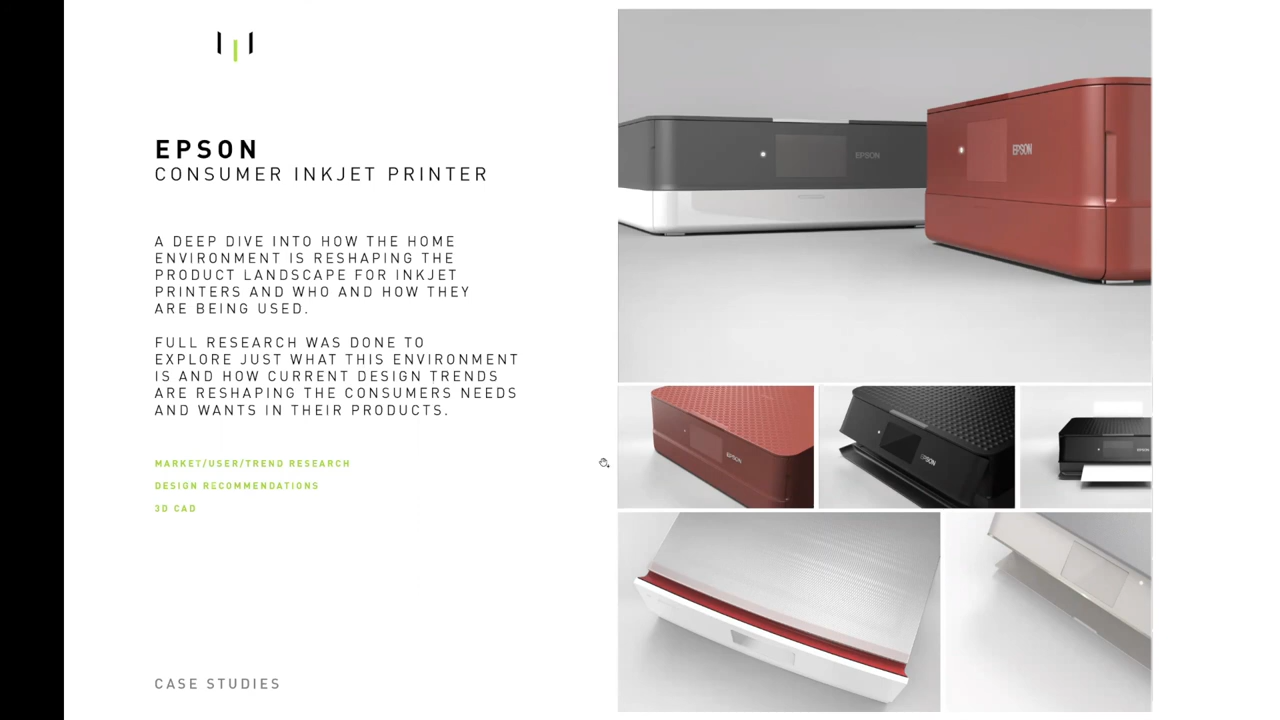 EPSON
CONSUMER INKJET PRINTER
A DEEP DIVE INTO HOW THE HOME
ENVIRONMENT IS RESHAPING THE
PRODUCT LANDSCAPE FOR INKJET
PRINTERS AND WHO AND HOW THEY
ARE BEING USED.
FULL RESEARCH WAS DONE TO
EXPLORE JUST WHAT THIS ENVIRONMENT
IS AND HOW CURRENT DESIGN TRENDS
ARE RESHAPING THE CONSUMERS NEEDS
AND WANTS IN THEIR PRODUCTS.
MARKET/USER/TREND RESEARCH
DESIGN RECOMMENDATIONS
3D CAD
CASE STUDIES
EPSON
EPSON
EPSON
EPSON
EPSON